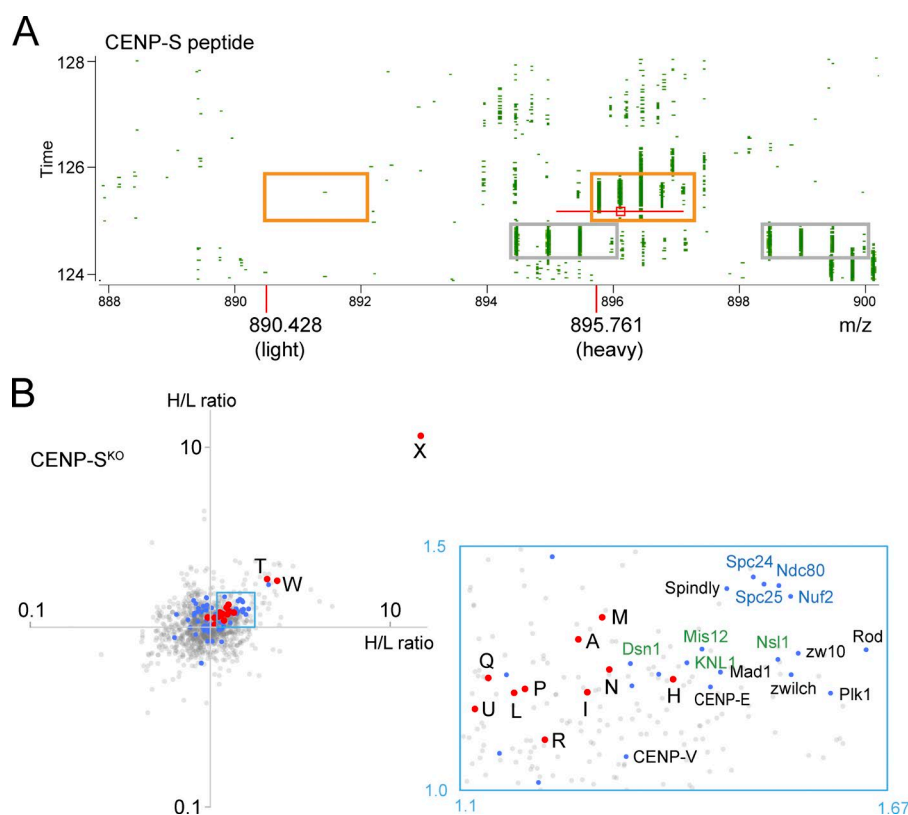 A
CENP-S peptide
128
126
124
Time
888 890 892 894 896 898 900
890.428 895.761 m/z
(light) (heavy)
B
H/L ratio
CENP-S^KO
10
X
T
W
0.1 10
H/L ratio
0.1
1.5
Spc24
Ndc80
Spindly
Spc25
Nuf2
M
A
Dsn1
Mis12
Nsl1
Rod
zw10
KNL1
Q
N
Mad1
P
H
zwilch
U
L
I
CENP-E
Plk1
R
CENP-V
1.0
1.1 1.67